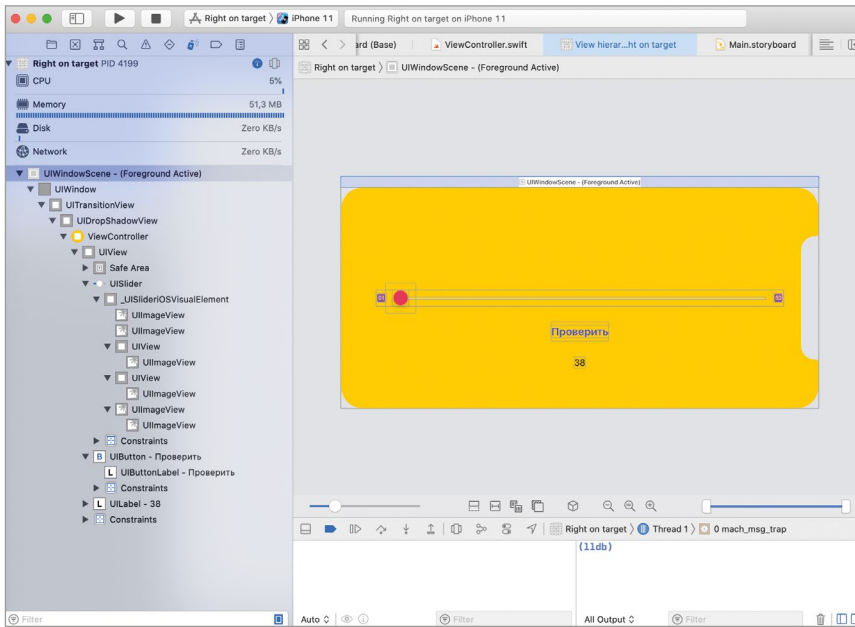 Right on target 〉 iPhone 11
Running Right on target on iPhone 11
Right on target PID 4199
CPU 5%
Memory 51,3 MB
Disk Zero KB/s
Network Zero KB/s
UIWindowScene - (Foreground Active)
UIWindow
UITransitionView
UIDropShadowView
ViewController
UIView
Safe Area
UISlider
_UISlideriOSVisualElement
UIImageView
UIImageView
UIView
UIImageView
UIView
UIImageView
UIImageView
UIImageView
Constraints
B UIButton - Проверить
L UIButtonLabel - Проверить
Constraints
L UILabel - 38
Constraints
Filter
ard (Base)
ViewController.swift
View hierar...ht on target
Main.storyboard
Right on target 〉 UIWindowScene - (Foreground Active)
UIWindowScene - (Foreground Active)
Проверить
38
Right on target 〉 Thread 1 〉 0 mach_msg_trap
(lldb)
Auto
Filter
All Output
Filter